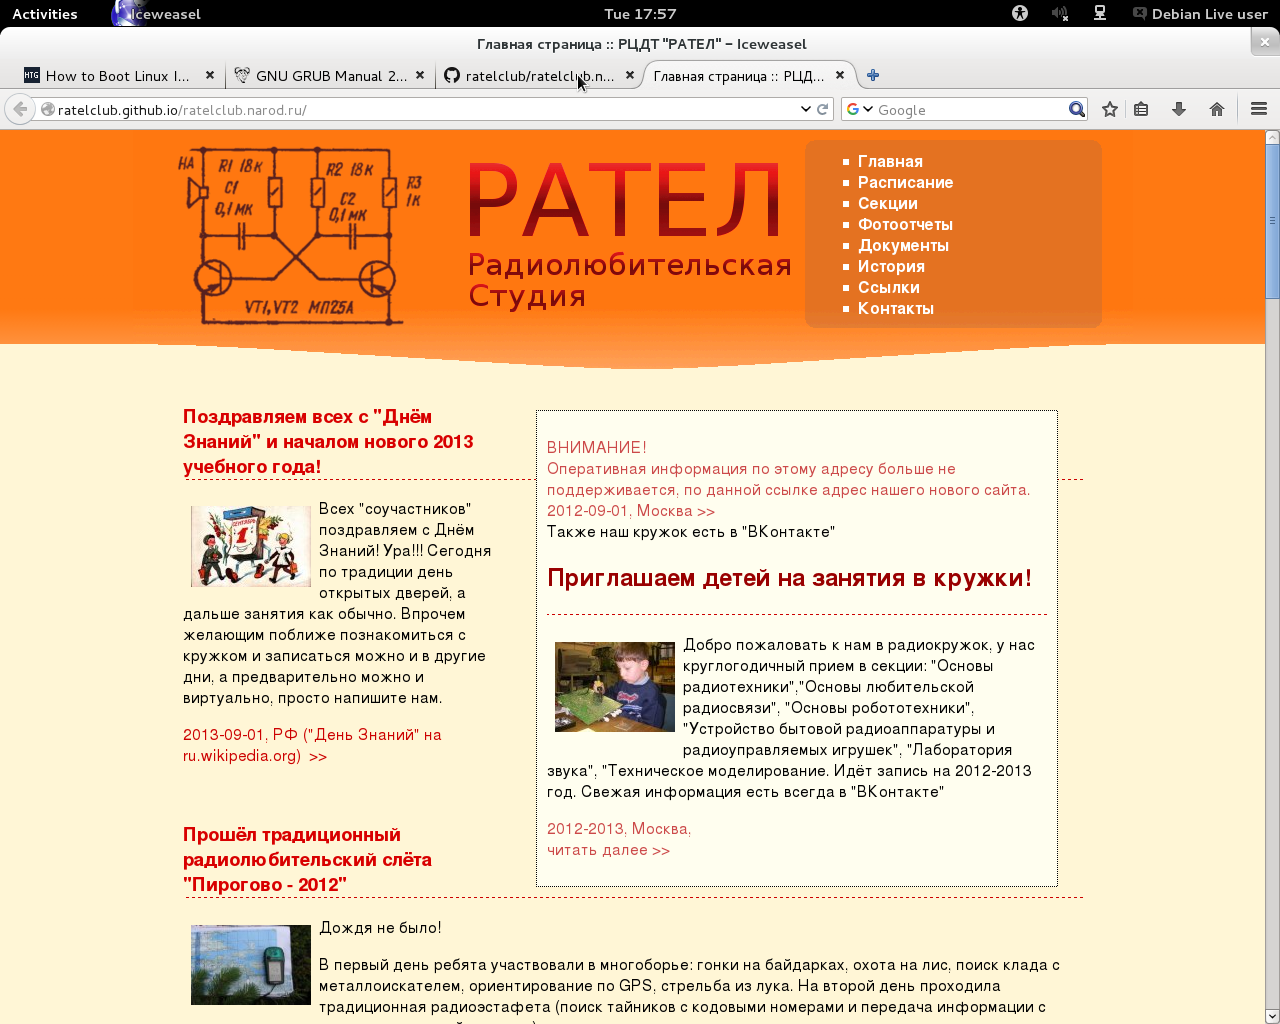 Activities
Iceweasel
Tue 17:57
Debian Live user
Главная страница :: РЦДТ "РАТЕЛ" - Iceweasel
How to Boot Linux I...
GNU GRUB Manual 2...
ratelclub/ratelclub.n...
Главная страница :: РЦД...
ratelclub.github.io/ratelclub.narod.ru/
Google
HA
R1 18к
R2 18к
R3
1к
C1
0,1 мк
C2
0,1 мк
VT1,VT2 МП25А
РАТЕЛ
Радиолюбительская
Студия
Главная
Расписание
Секции
Фотоотчеты
Документы
История
Ссылки
Контакты
Поздравляем всех с "Днём
Знаний" и началом нового 2013
учебного года!
СЕНТЯБРЬ
1
Всех "соучастников"
поздравляем с Днём
Знаний! Ура!!! Сегодня
по традиции день
открытых дверей, а
дальше занятия как обычно. Впрочем
желающим поближе познакомиться с
кружком и записаться можно и в другие
дни, а предварительно можно и
виртуально, просто напишите нам.
2013-09-01, РФ ("День Знаний" на
ru.wikipedia.org) >>
ВНИМАНИЕ!
Оперативная информация по этому адресу больше не
поддерживается, по данной ссылке адрес нашего нового сайта.
2012-09-01, Москва >>
Также наш кружок есть в "ВКонтакте"
Приглашаем детей на занятия в кружки!
Добро пожаловать к нам в радиокружок, у нас
круглогодичный прием в секции: "Основы
радиотехники","Основы любительской
радиосвязи", "Основы робототехники",
"Устройство бытовой радиоаппаратуры и
радиоуправляемых игрушек", "Лаборатория
звука", "Техническое моделирование. Идёт запись на 2012-2013
год. Свежая информация есть всегда в "ВКонтакте"
2012-2013, Москва,
читать далее >>
Прошёл традиционный
радиолюбительский слёта
"Пирогово - 2012"
Дождя не было!
В первый день ребята участвовали в многоборье: гонки на байдарках, охота на лис, поиск клада с
металлоискателем, ориентирование по GPS, стрельба из лука. На второй день проходила
традиционная радиоэстафета (поиск тайников с кодовыми номерами и передача информации с